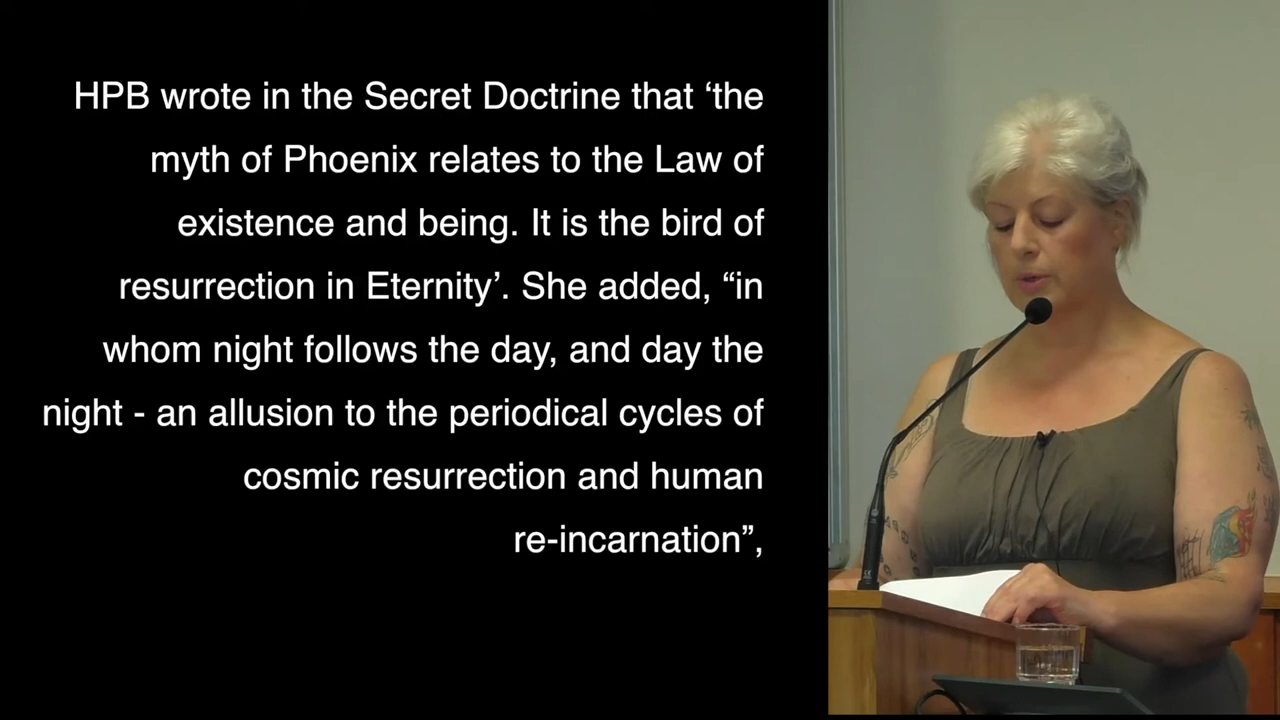 HPB wrote in the Secret Doctrine that ‘the
myth of Phoenix relates to the Law of
existence and being. It is the bird of
resurrection in Eternity’. She added, “in
whom night follows the day, and day the
night - an allusion to the periodical cycles of
cosmic resurrection and human
re-incarnation”,